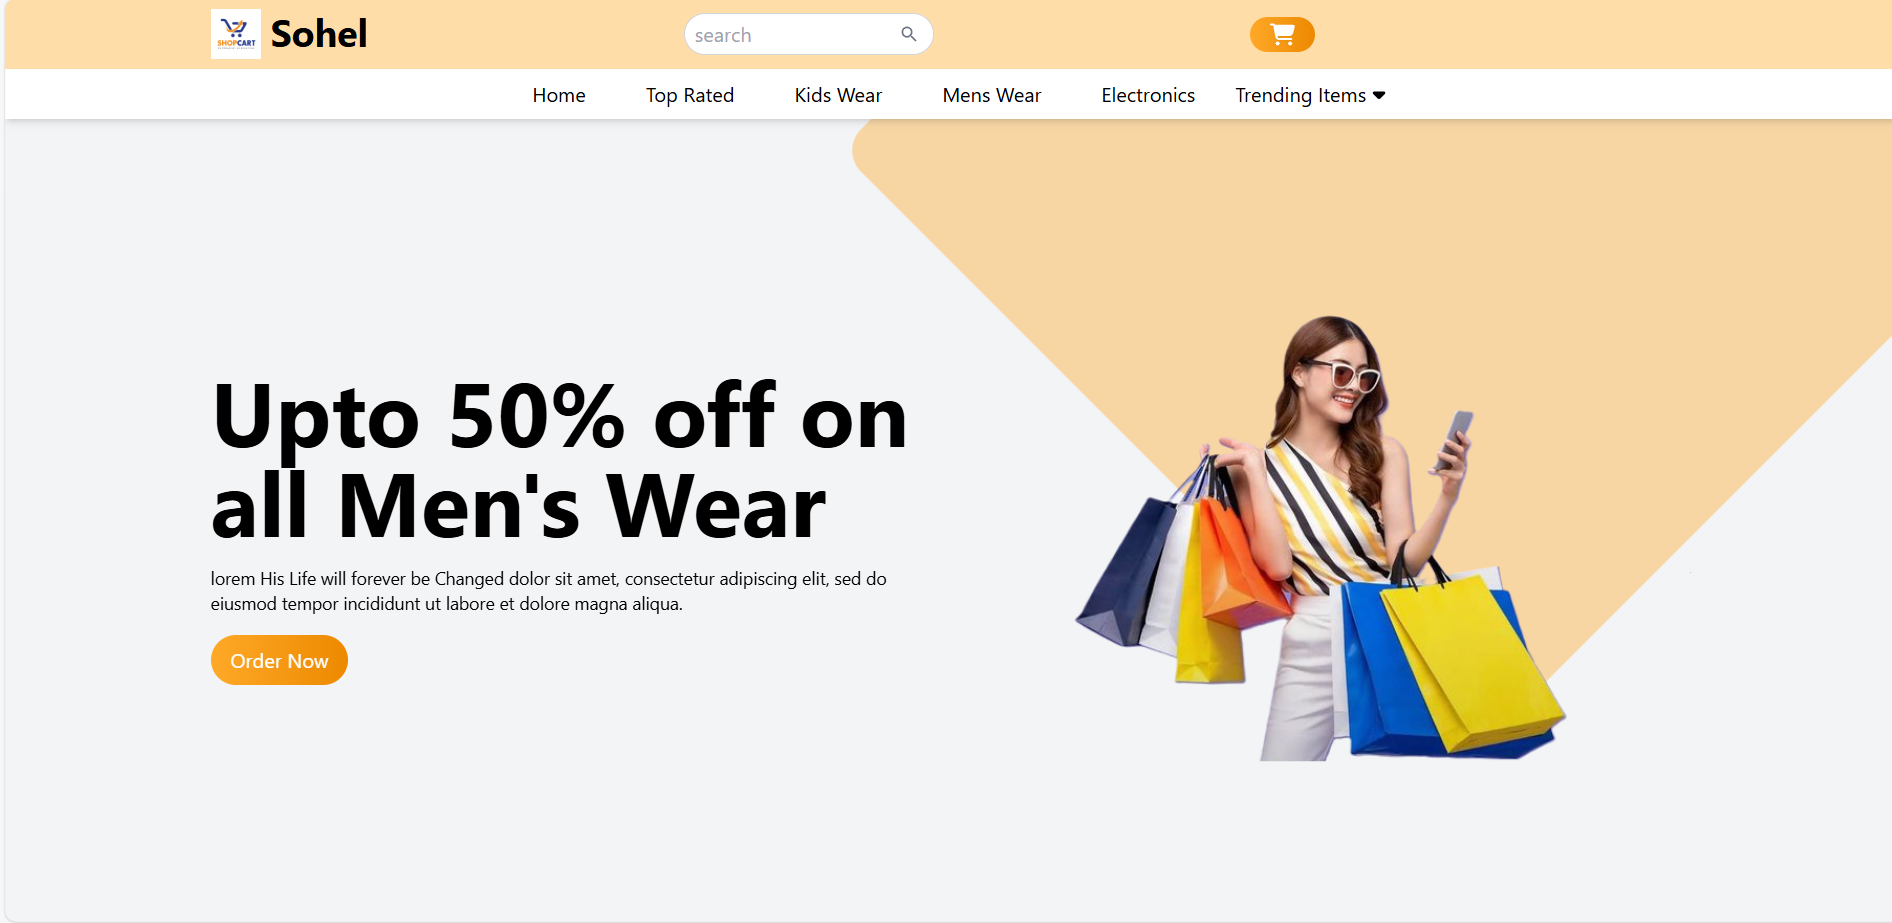 SHOPCART
Sohel
search
Home Top Rated Kids Wear Mens Wear Electronics Trending Items
Upto 50% off on
all Men's Wear
lorem His Life will forever be Changed dolor sit amet, consectetur adipiscing elit, sed do
eiusmod tempor incididunt ut labore et dolore magna aliqua.
Order Now